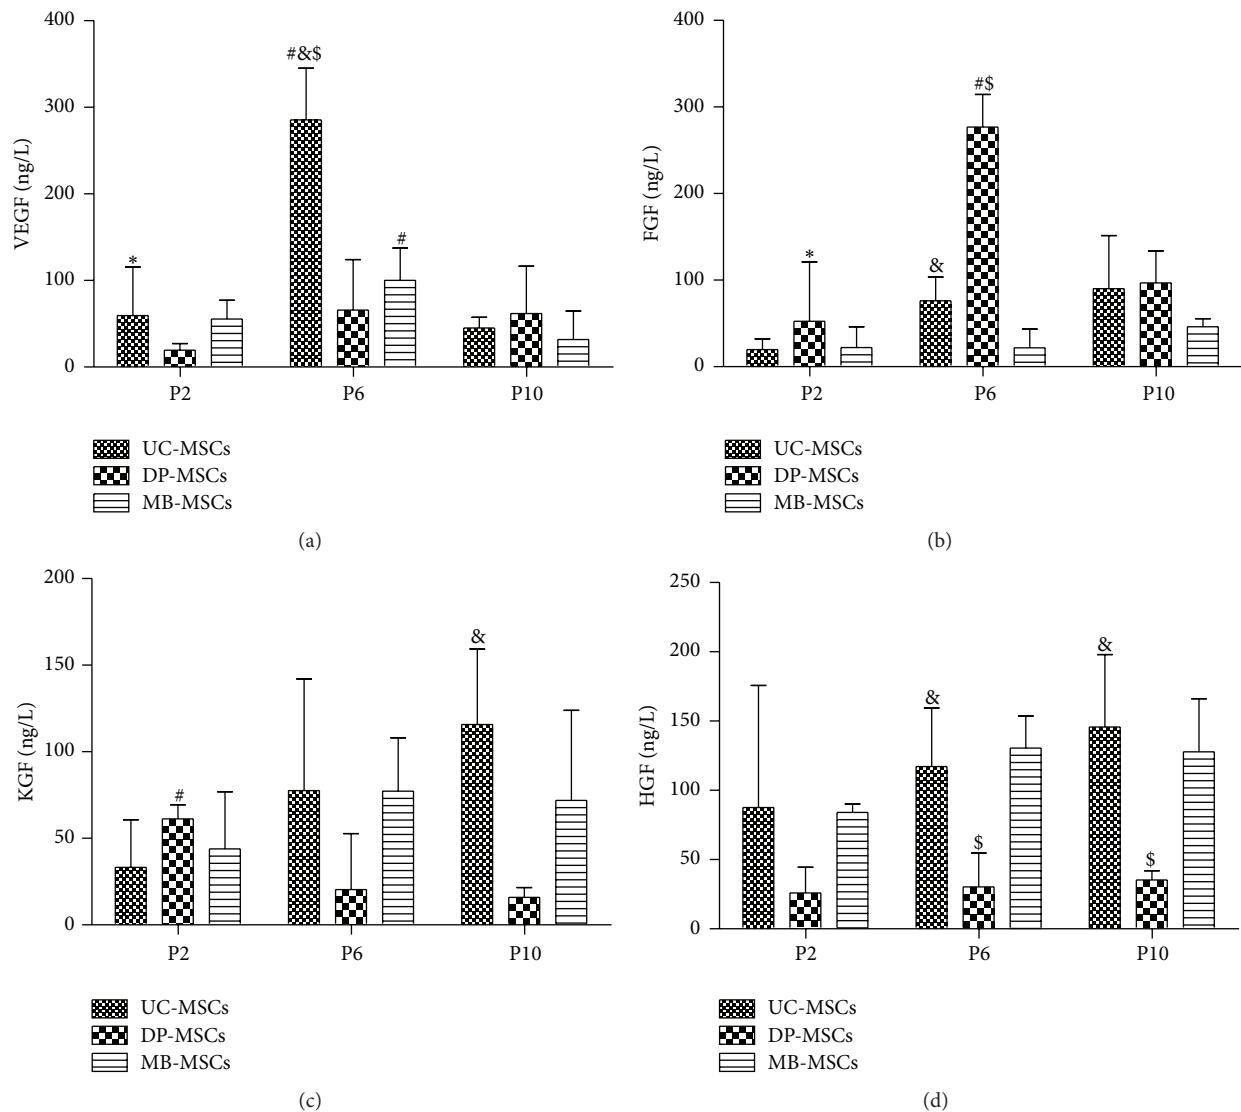 400
300
200
100
0
VEGF (ng/L)
*
#&$
#
P2 P6 P10
UC-MSCs
DP-MSCs
MB-MSCs
(a)
400
300
200
100
0
FGF (ng/L)
*
&
#$
P2 P6 P10
UC-MSCs
DP-MSCs
MB-MSCs
(b)
200
150
100
50
0
KGF (ng/L)
#
&
P2 P6 P10
UC-MSCs
DP-MSCs
MB-MSCs
(c)
250
200
150
100
50
0
HGF (ng/L)
&
$
&
$
P2 P6 P10
UC-MSCs
DP-MSCs
MB-MSCs
(d)